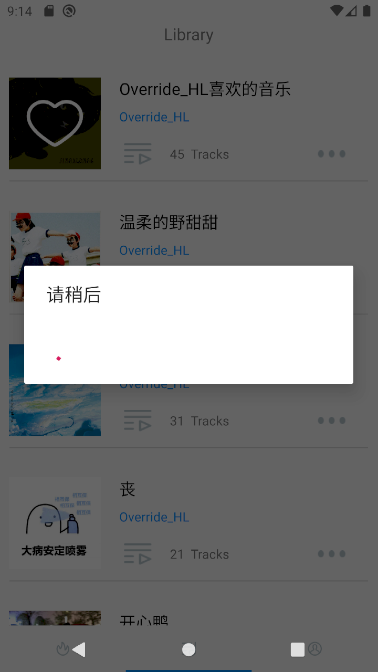 9:14
Library
Override_HL喜欢的音乐
Override_HL
45 Tracks
温柔的野甜甜
Override_HL
请稍后
Override_HL
31 Tracks
丧
Override_HL
21 Tracks
大病安定喷雾
开心鸭